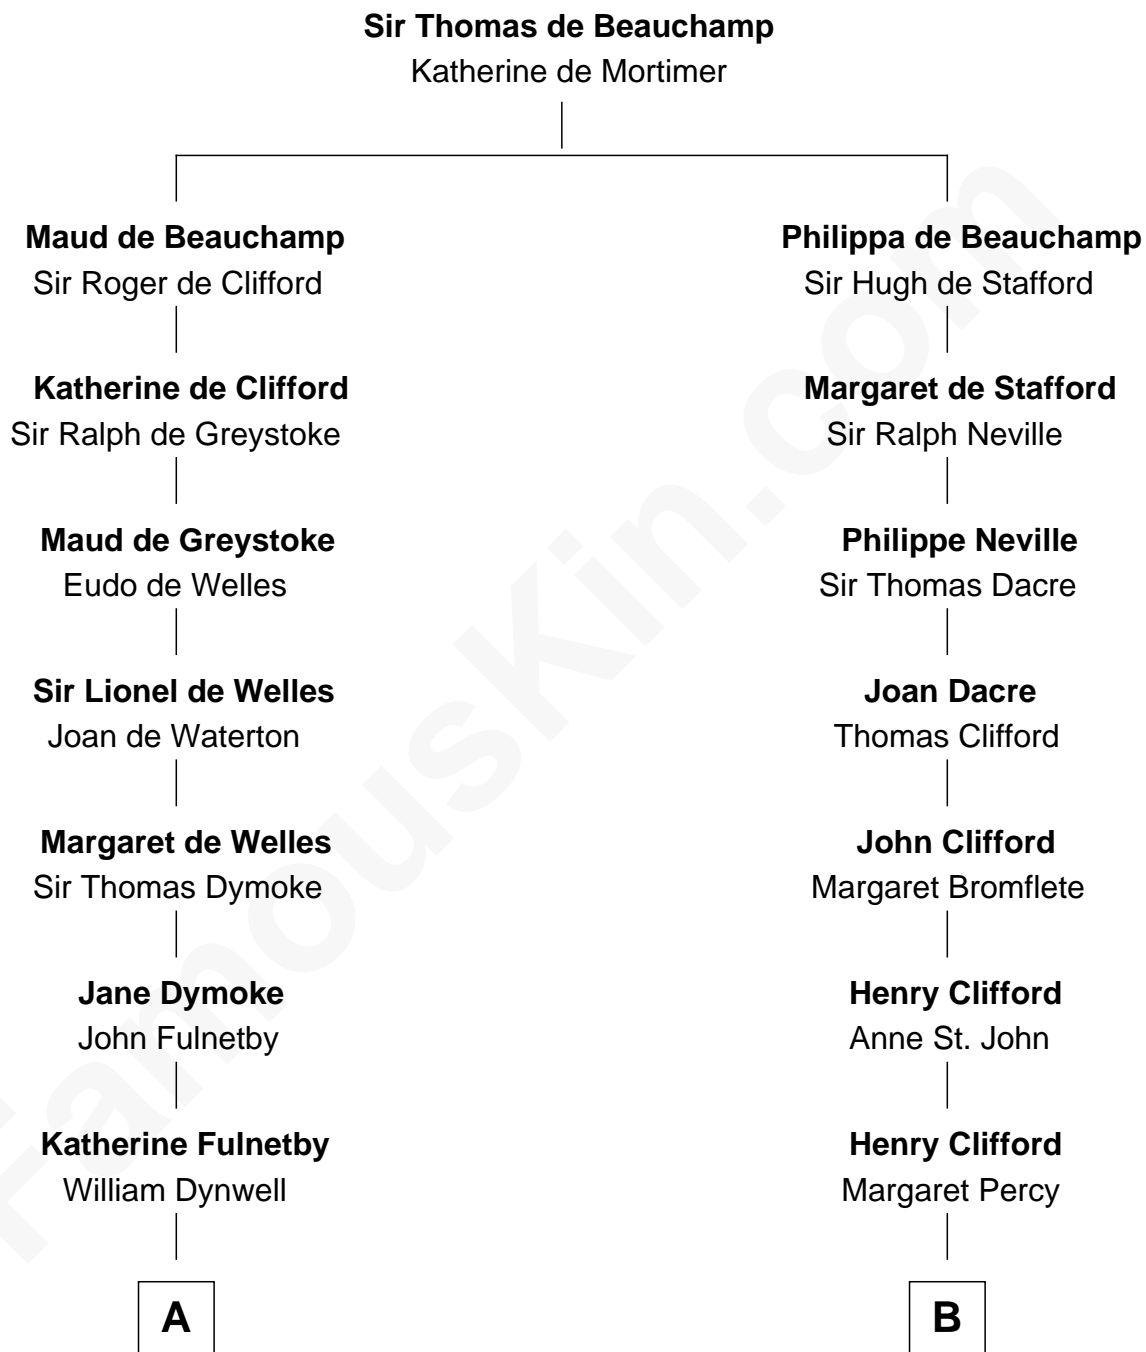 Sir Thomas de Beauchamp
Katherine de Mortimer
Maud de Beauchamp
Sir Roger de Clifford
Philippa de Beauchamp
Sir Hugh de Stafford
Katherine de Clifford
Sir Ralph de Greystoke
Margaret de Stafford
Sir Ralph Neville
Maud de Greystoke
Eudo de Welles
Philippe Neville
Sir Thomas Dacre
Sir Lionel de Welles
Joan de Waterton
Joan Dacre
Thomas Clifford
Margaret de Welles
Sir Thomas Dymoke
John Clifford
Margaret Bromflete
Jane Dymoke
John Fulnetby
Henry Clifford
Anne St. John
Katherine Fulnetby
William Dynwell
Henry Clifford
Margaret Percy
A
B
FamousKin.com